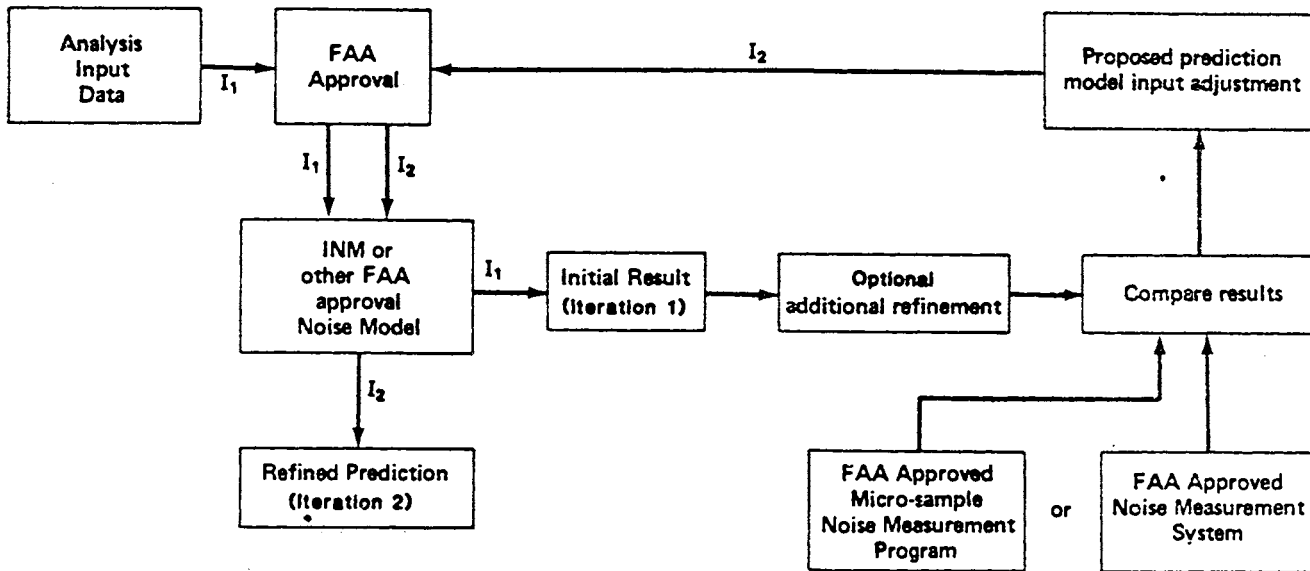 Analysis
Input
Data
I₁
FAA
Approval
I₂
Proposed prediction
model input adjustment
I₁
I₂
INM or
other FAA
approval
Noise Model
I₁
Initial Result
(Iteration 1)
Optional
additional refinement
Compare results
I₂
Refined Prediction
(Iteration 2)
FAA Approved
Micro-sample
Noise Measurement
Program
or
FAA Approved
Noise Measurement
System